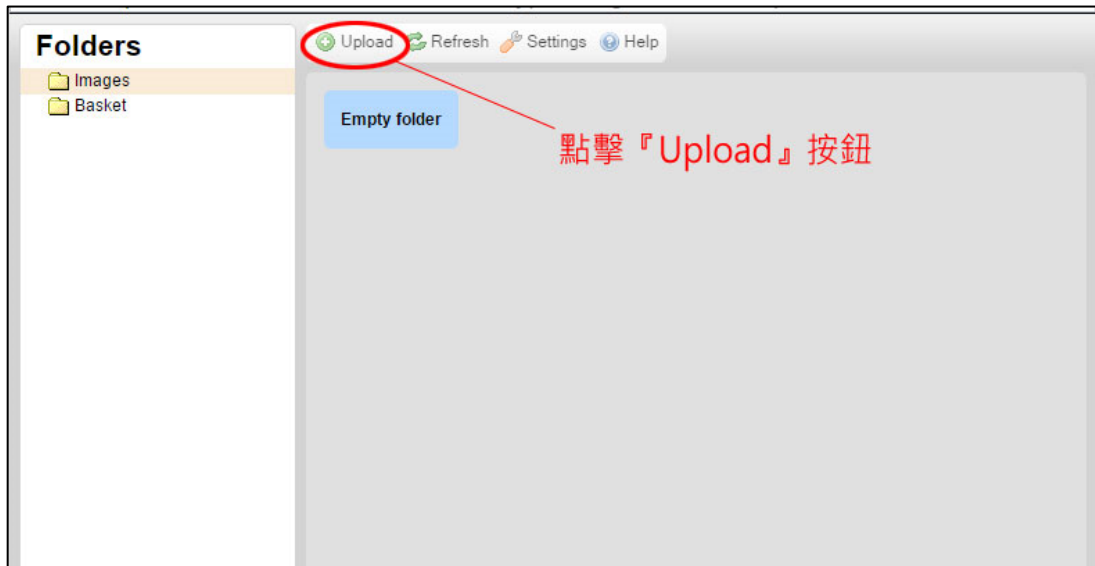 Folders
Images
Basket
Upload Refresh Settings Help
Empty folder
點擊『Upload』按鈕